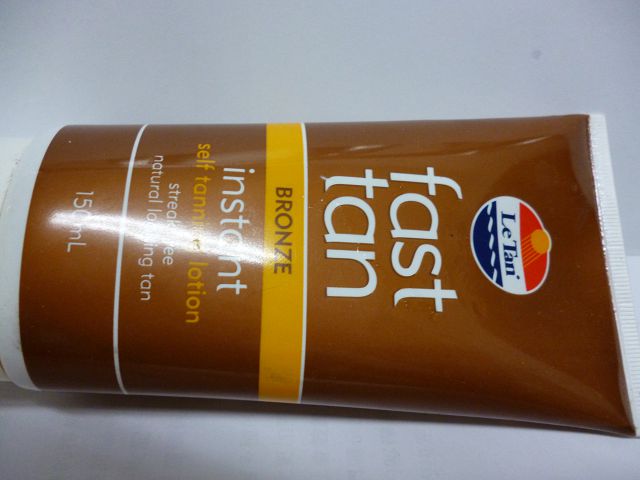 Le Tan
fast
tan
BRONZE
instant
self tanning lotion
streak free
natural looking tan
150mL